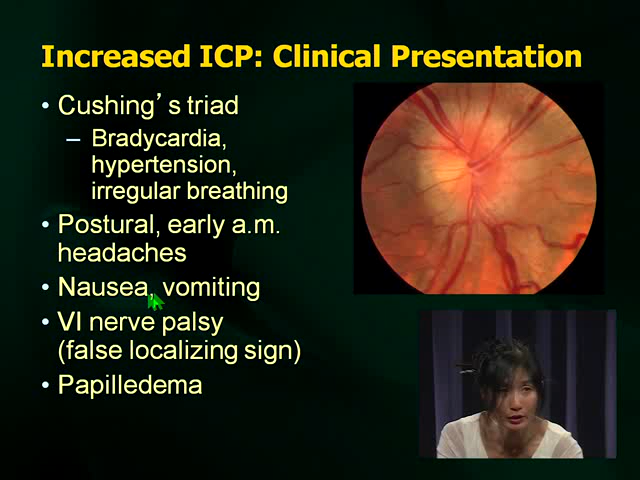 Increased ICP: Clinical Presentation
• Cushing’s triad
– Bradycardia,
hypertension,
irregular breathing
• Postural, early a.m.
headaches
• Nausea, vomiting
• VI nerve palsy
(false localizing sign)
• Papilledema